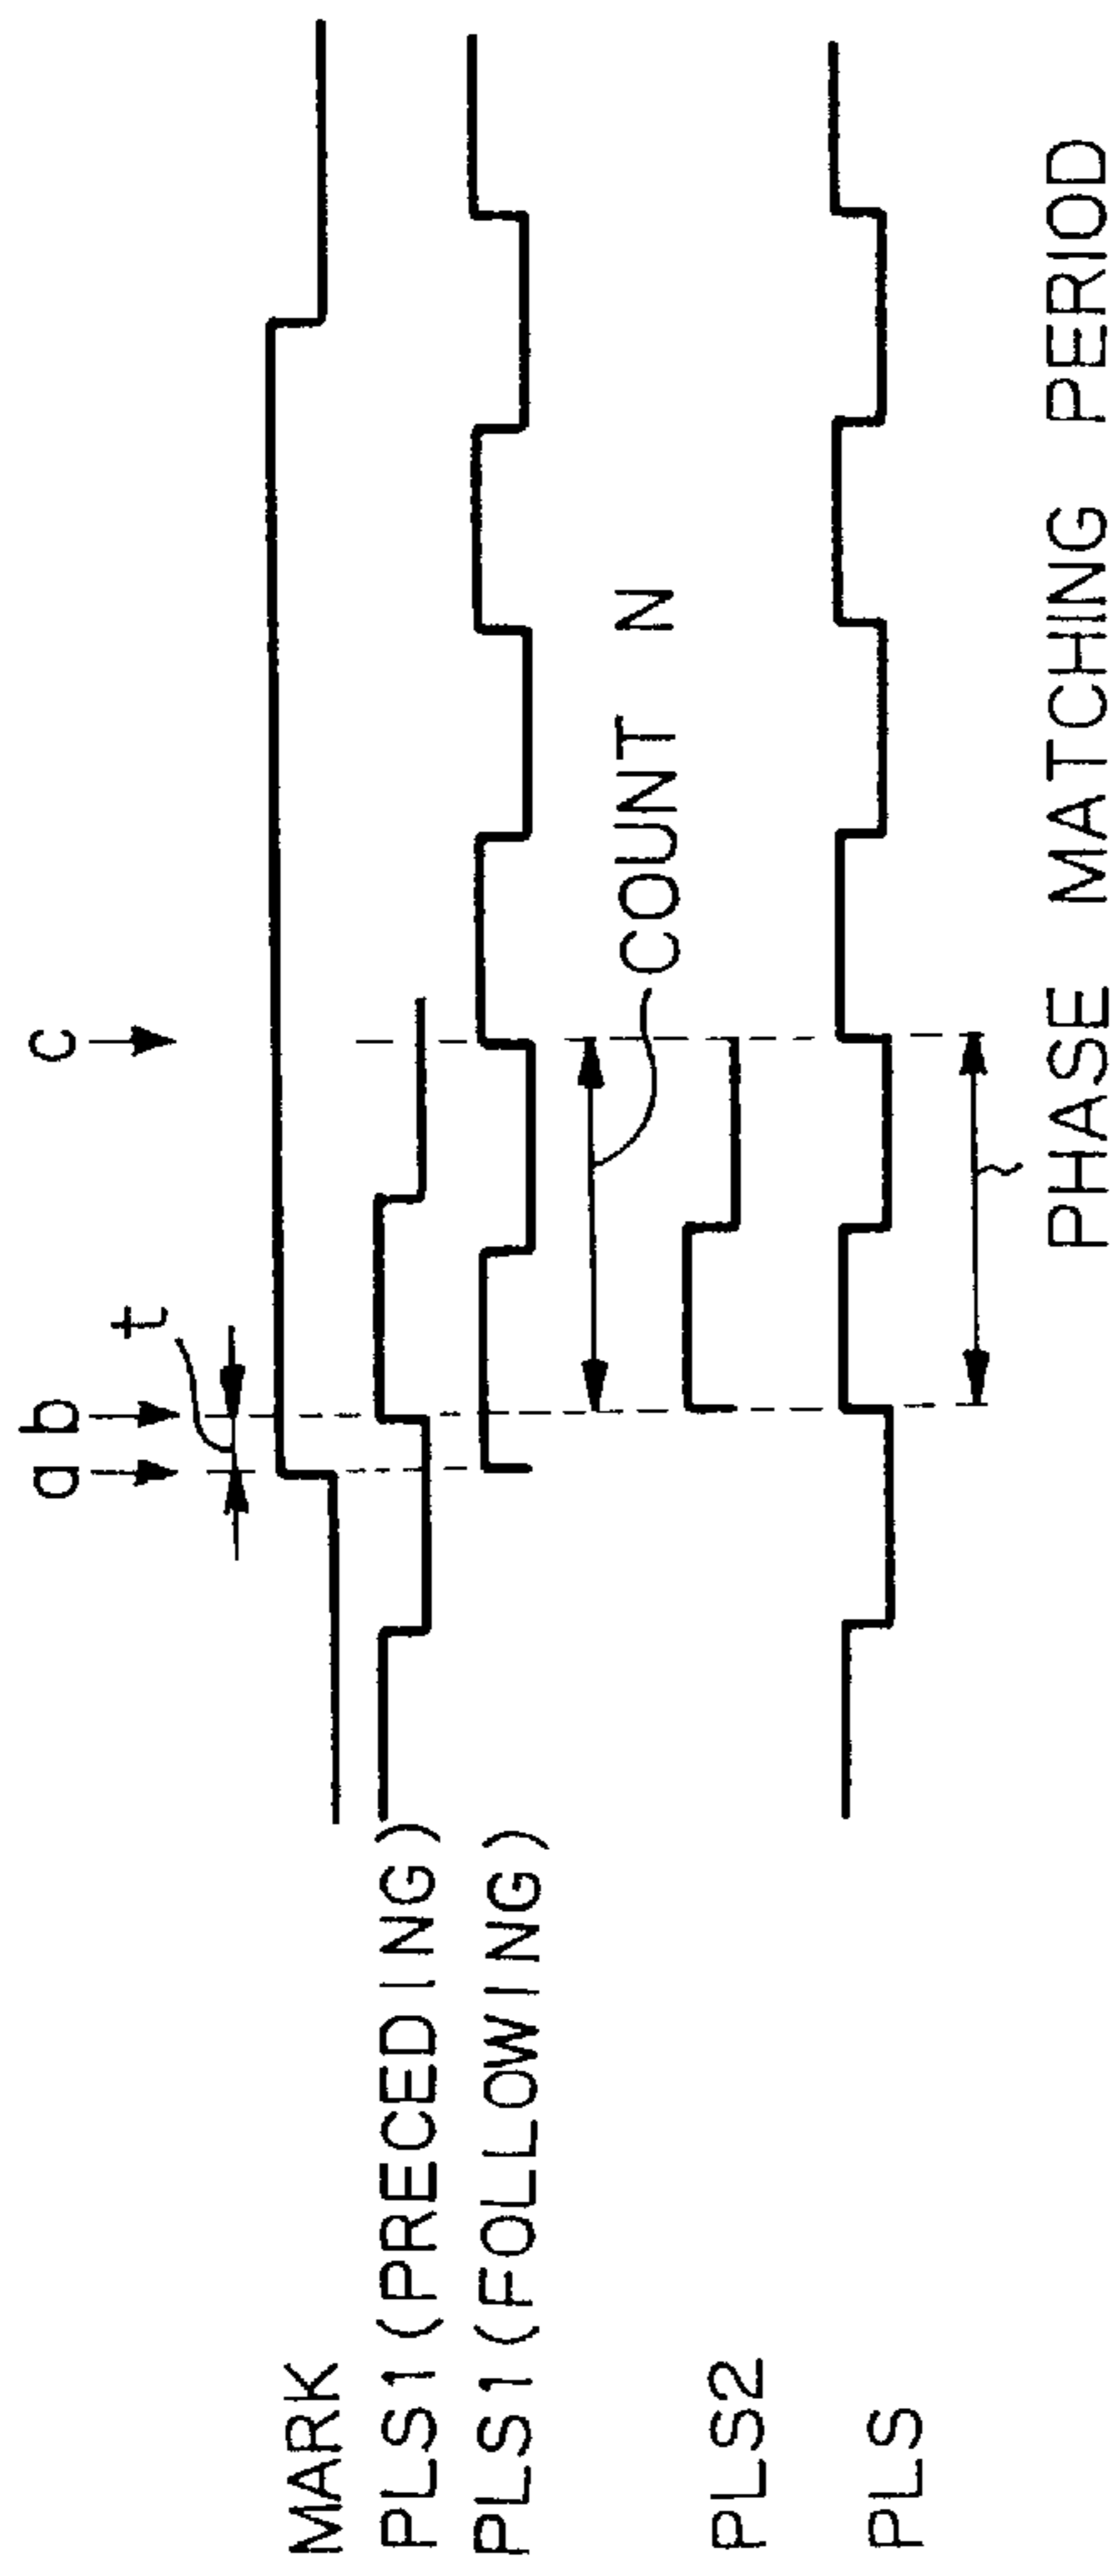 a b c
t
MARK
PLS1(PRECEDING)
PLS1(FOLLOWING)
COUNT N
PLS2
PLS
PHASE MATCHING PERIOD